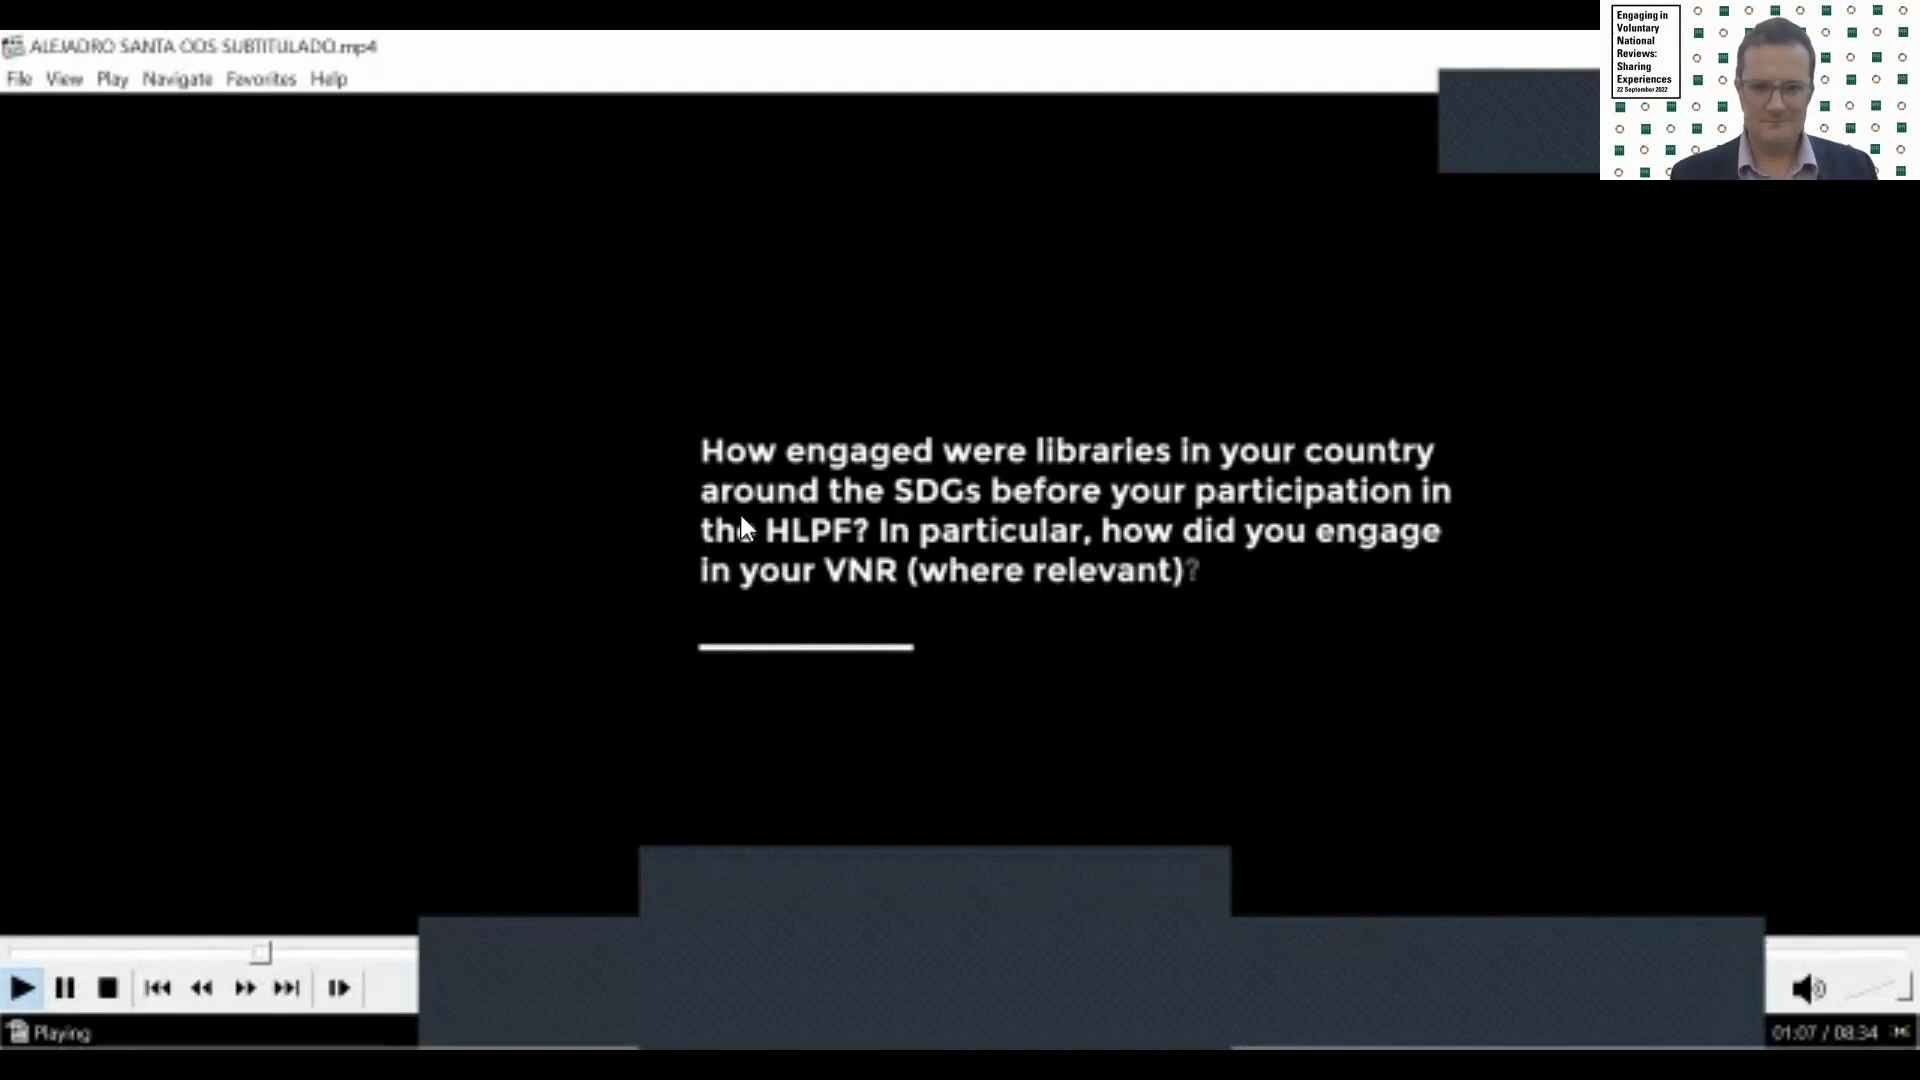 ALEJADRO SANTA ODS SUBTITULADO.mp4
File View Play Navigate Favorites Help
Engaging in
Voluntary
National
Reviews:
Sharing
Experiences
22 September 2022
How engaged were libraries in your country
around the SDGs before your participation in
the HLPF? In particular, how did you engage
in your VNR (where relevant)?
Playing
01:07 / 08:34